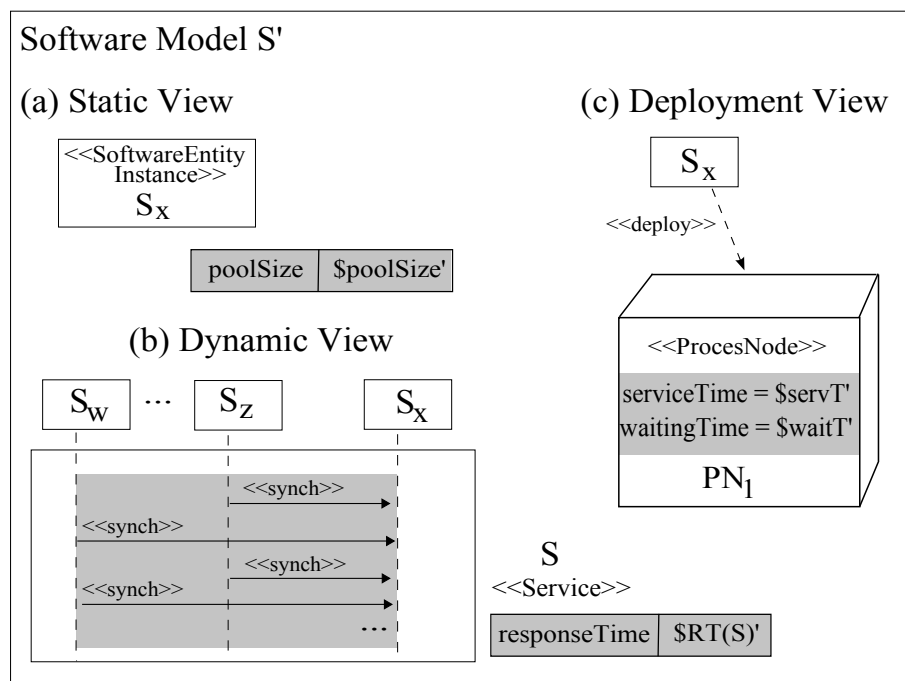 Software Model S'
(a) Static View
<<SoftwareEntity
Instance>>
Sx
poolSize $poolSize'
(b) Dynamic View
Sw ... Sz Sx
<<synch>>
<<synch>>
<<synch>>
<<synch>>
...
S
<<Service>>
responseTime $RT(S)'
(c) Deployment View
Sx
<<deploy>>
<<ProcesNode>>
serviceTime = $servT'
waitingTime = $waitT'
PN1